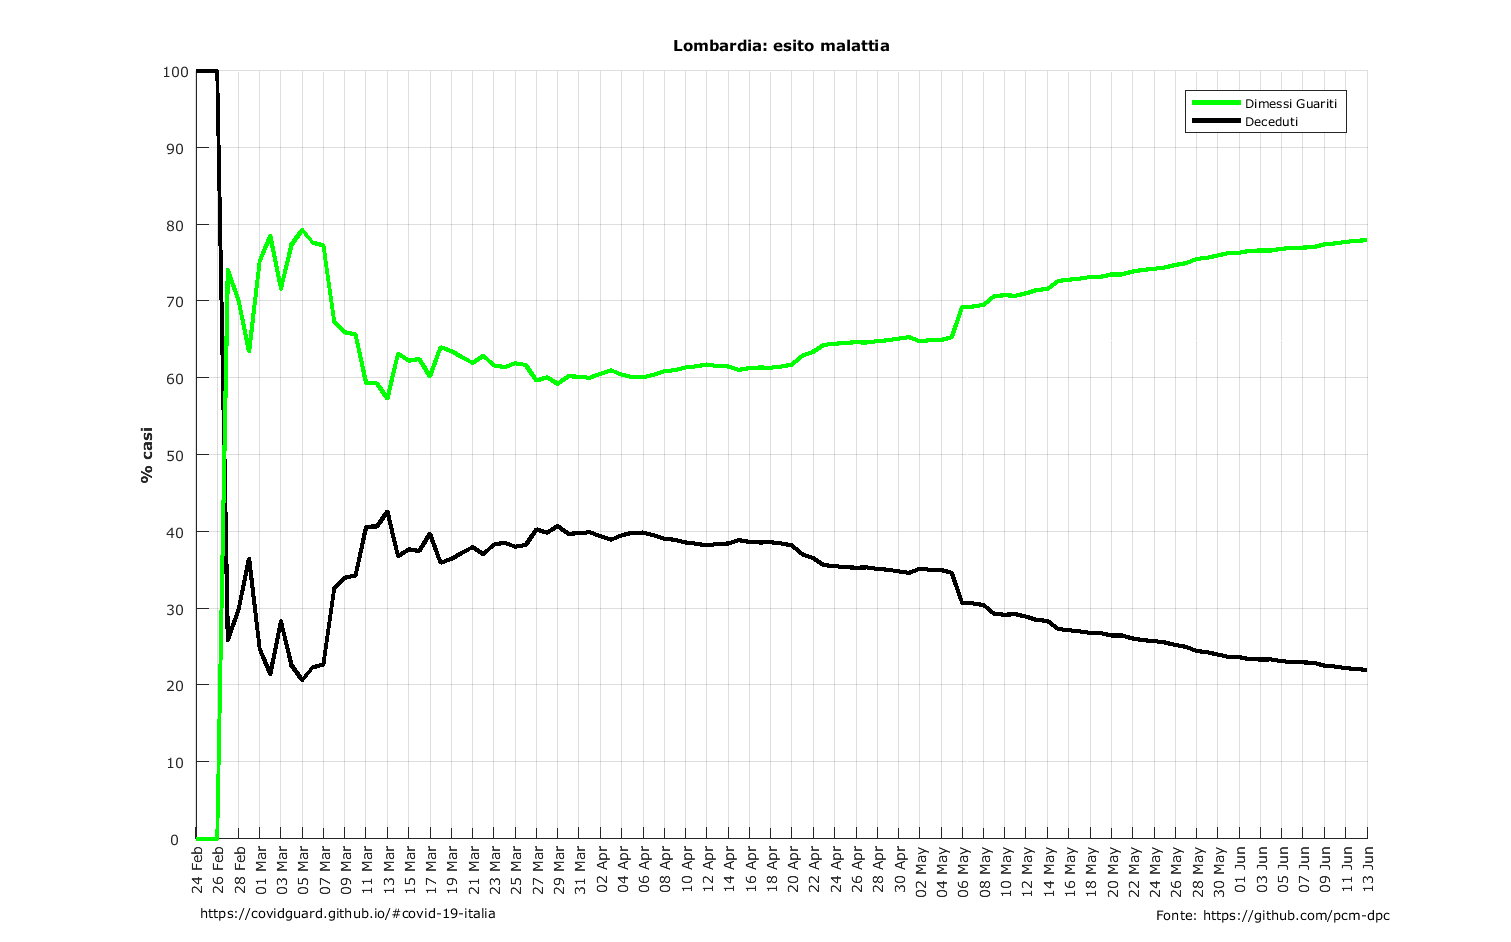 Lombardia: esito malattia
100
90
80
70
60
50
40
30
20
10
0
% casi
Dimessi Guariti
Deceduti
24 Feb
26 Feb
28 Feb
01 Mar
03 Mar
05 Mar
07 Mar
09 Mar
11 Mar
13 Mar
15 Mar
17 Mar
19 Mar
21 Mar
23 Mar
25 Mar
27 Mar
29 Mar
31 Mar
02 Apr
04 Apr
06 Apr
08 Apr
10 Apr
12 Apr
14 Apr
16 Apr
18 Apr
20 Apr
22 Apr
24 Apr
26 Apr
28 Apr
30 Apr
02 May
04 May
06 May
08 May
10 May
12 May
14 May
16 May
18 May
20 May
22 May
24 May
26 May
28 May
30 May
01 Jun
03 Jun
05 Jun
07 Jun
09 Jun
11 Jun
13 Jun
https://covidguard.github.io/#covid-19-italia
Fonte: https://github.com/pcm-dpc